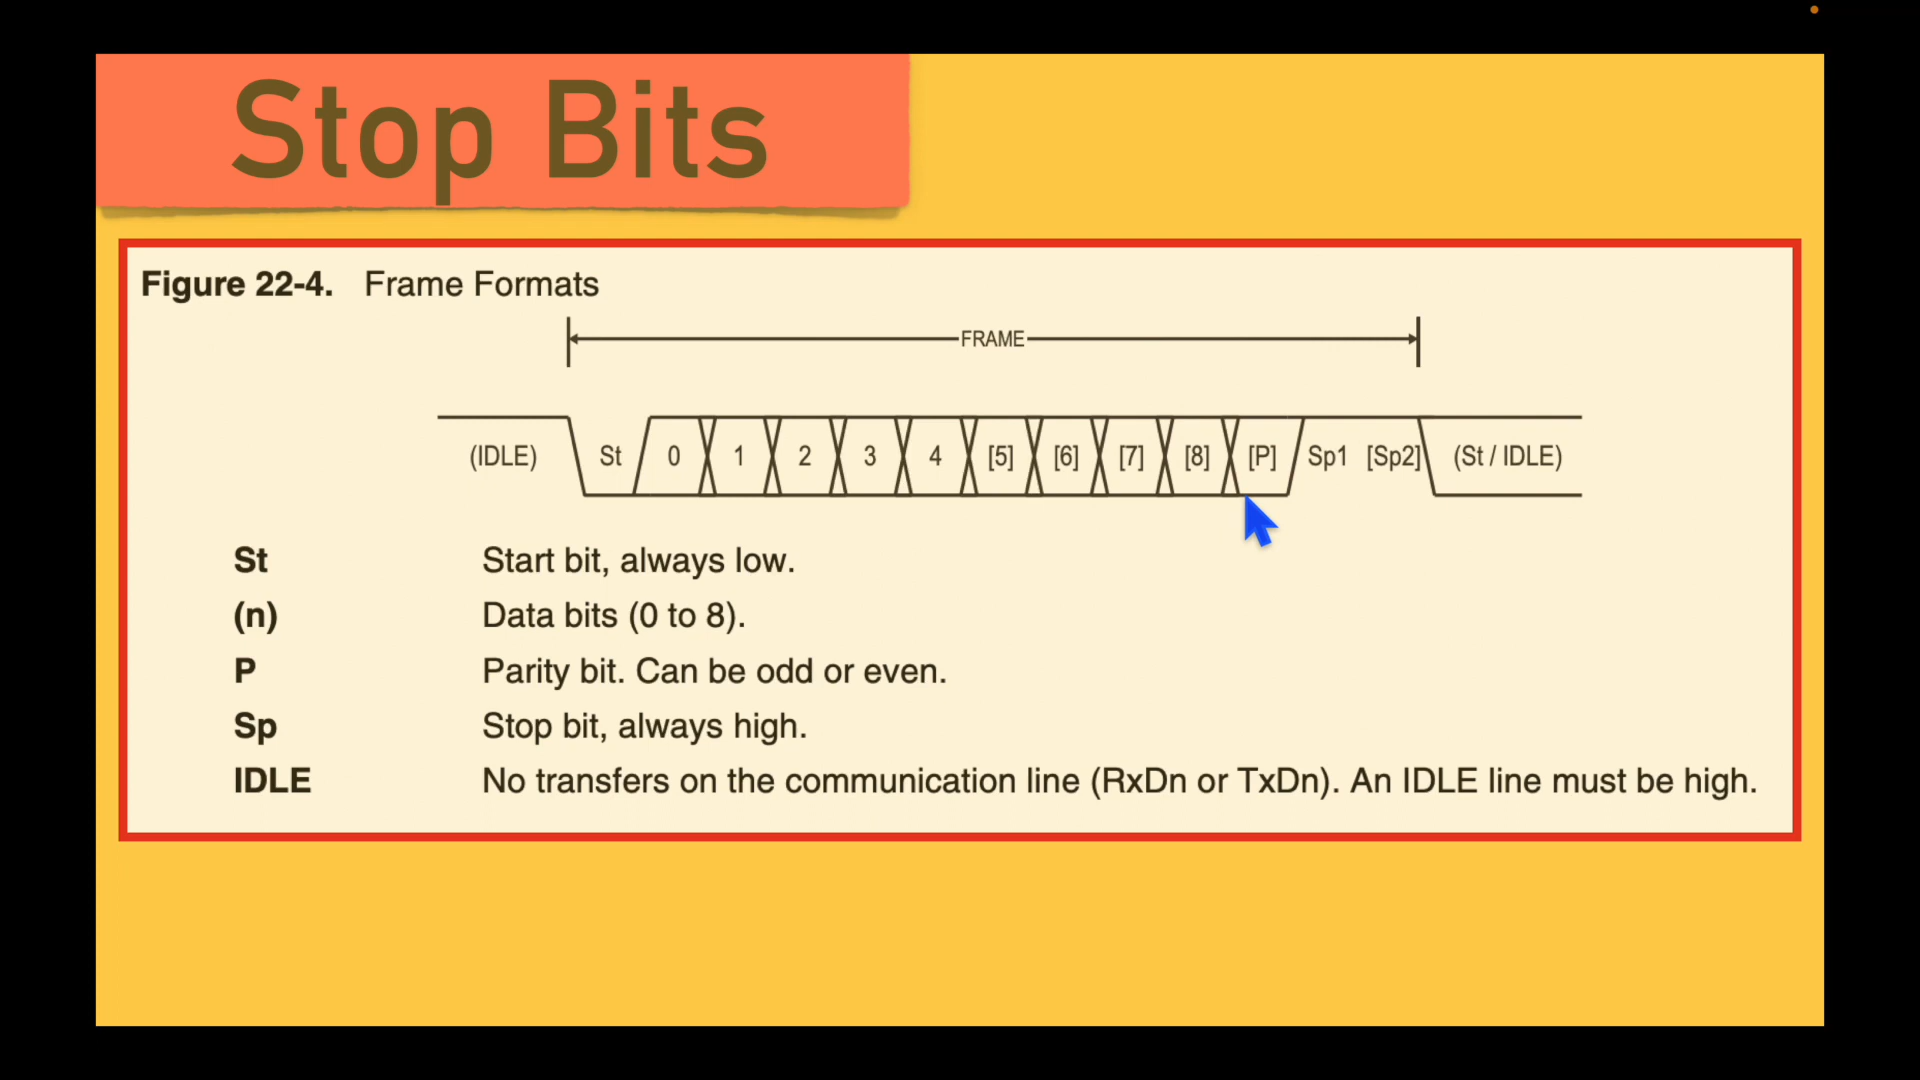 Stop Bits
Figure 22-4. Frame Formats
FRAME
(IDLE) St 0 1 2 3 4 [5] [6] [7] [8] [P] Sp1 [Sp2] (St / IDLE)
St Start bit, always low.
(n) Data bits (0 to 8).
P Parity bit. Can be odd or even.
Sp Stop bit, always high.
IDLE No transfers on the communication line (RxDn or TxDn). An IDLE line must be high.